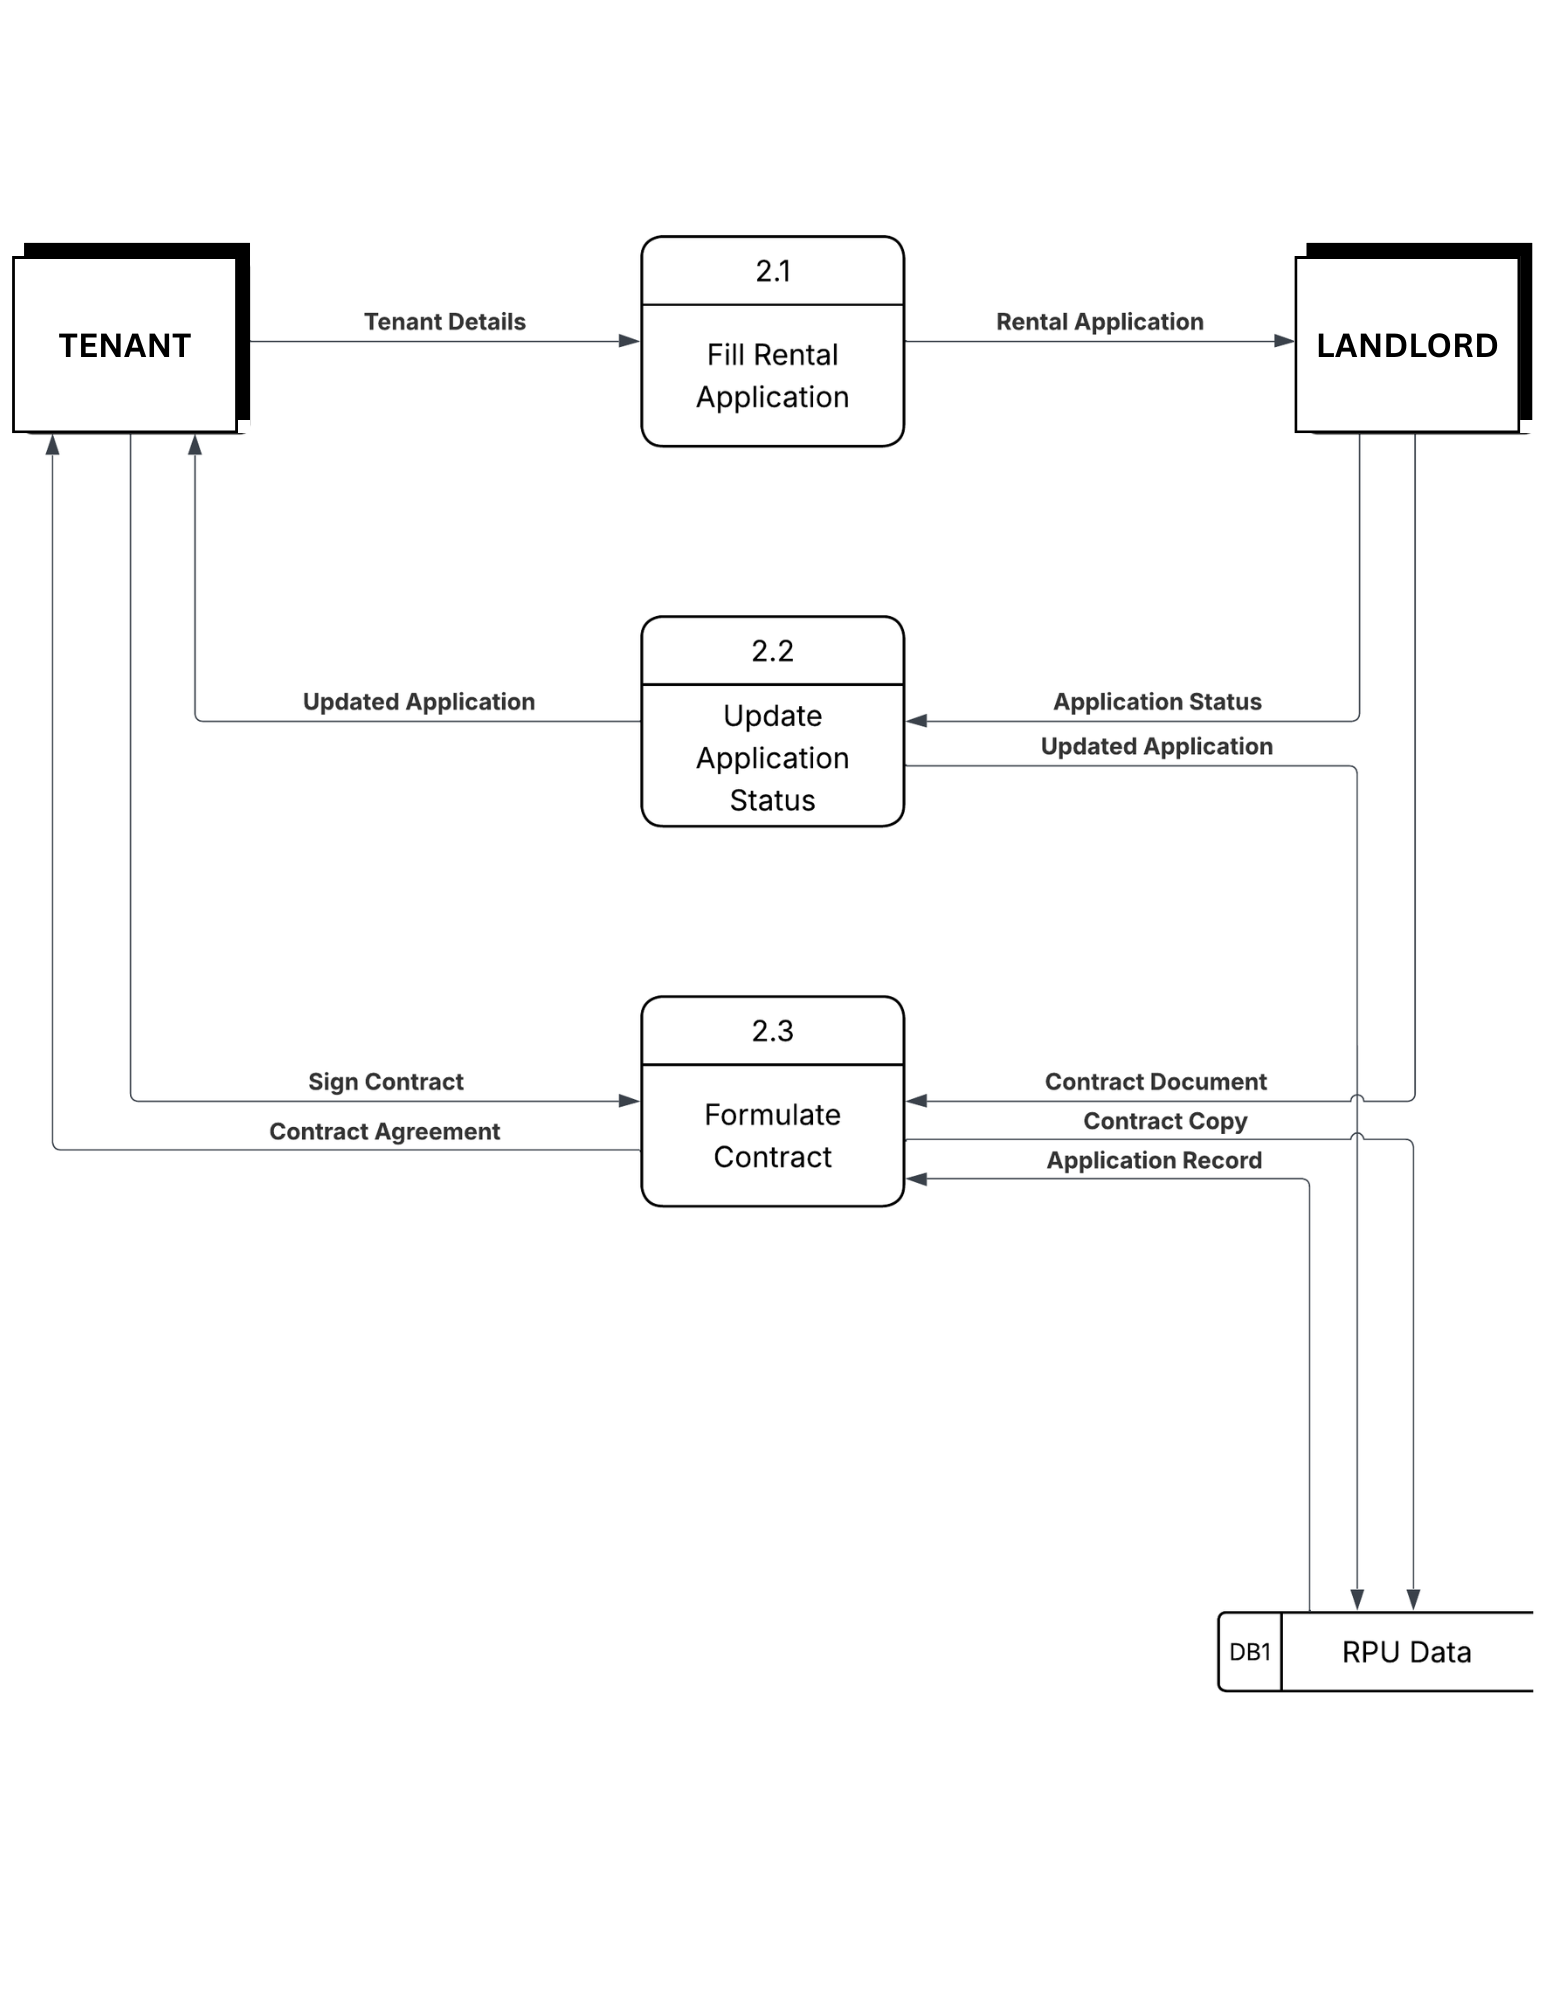 2.1
TENANT
Tenant Details
Fill Rental
Application
Rental Application
LANDLORD
2.2
Updated Application
Update
Application
Status
Application Status
Updated Application
2.3
Sign Contract
Contract Agreement
Formulate
Contract
Contract Document
Contract Copy
Application Record
DB1
RPU Data